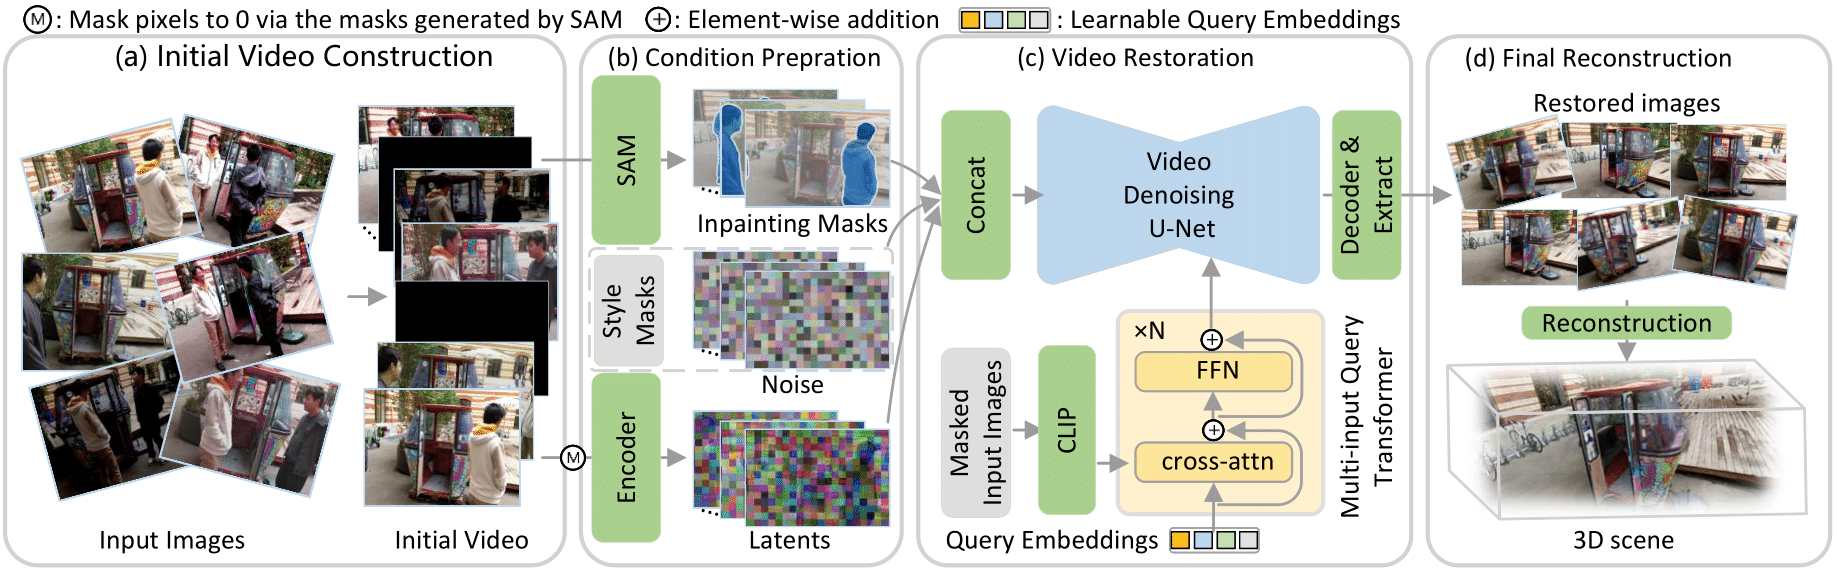 M : Mask pixels to 0 via the masks generated by SAM
+ : Element-wise addition
: Learnable Query Embeddings
(a) Initial Video Construction
Input Images
Initial Video
(b) Condition Prepration
SAM
Inpainting Masks
Style
Masks
Noise
M
Encoder
Latents
(c) Video Restoration
Concat
Video
Denoising
U-Net
Decoder &
Extract
×N
+
FFN
+
cross-attn
Multi-input Query
Transformer
Masked
Input Images
CLIP
Query Embeddings
(d) Final Reconstruction
Restored images
Reconstruction
3D scene